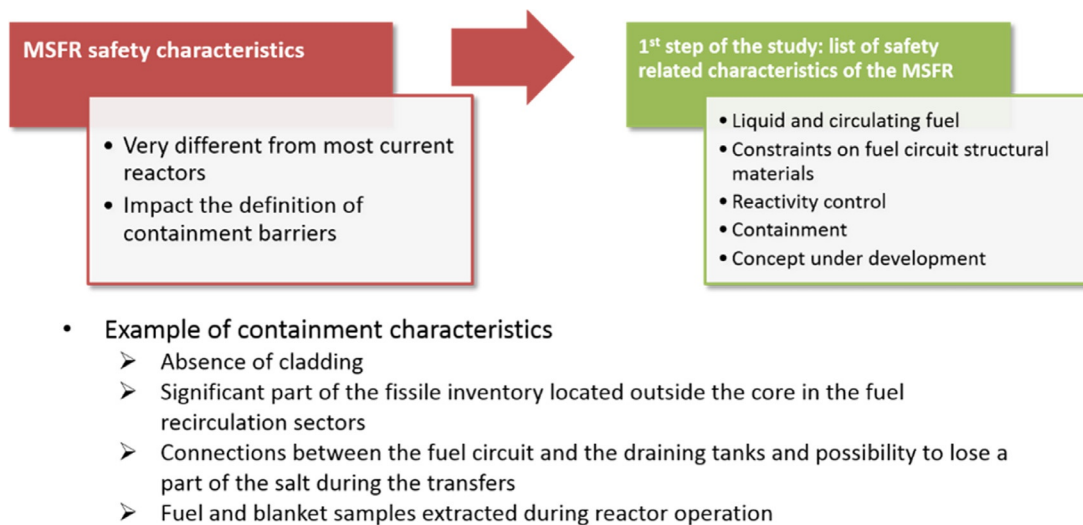 MSFR safety characteristics
• Very different from most current
reactors
• Impact the definition of
containment barriers
1st step of the study: list of safety
related characteristics of the MSFR
• Liquid and circulating fuel
• Constraints on fuel circuit structural
materials
• Reactivity control
• Containment
• Concept under development
• Example of containment characteristics
➢ Absence of cladding
➢ Significant part of the fissile inventory located outside the core in the fuel
recirculation sectors
➢ Connections between the fuel circuit and the draining tanks and possibility to lose a
part of the salt during the transfers
➢ Fuel and blanket samples extracted during reactor operation